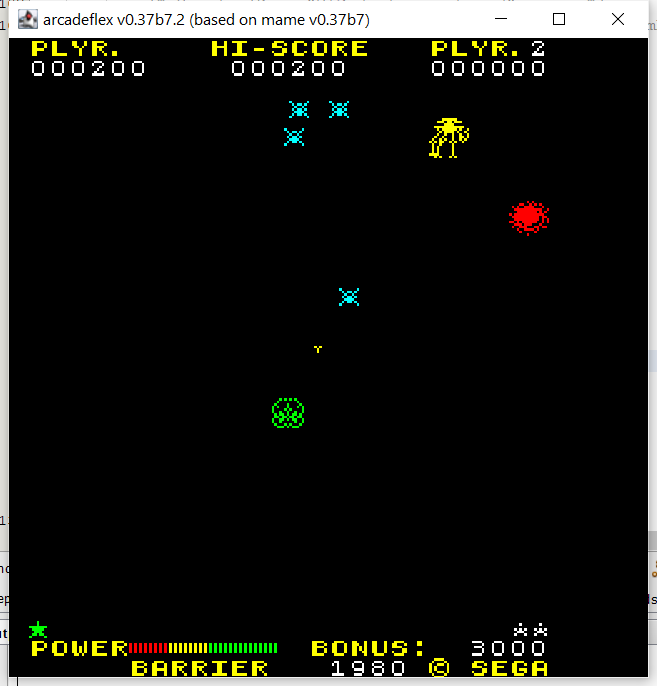 arcadeflex v0.37b7.2 (based on mame v0.37b7)
PLYR. HI-SCORE PLYR.2
000200 000200 000000
POWER BONUS: 3000
BARRIER 1980 © SEGA